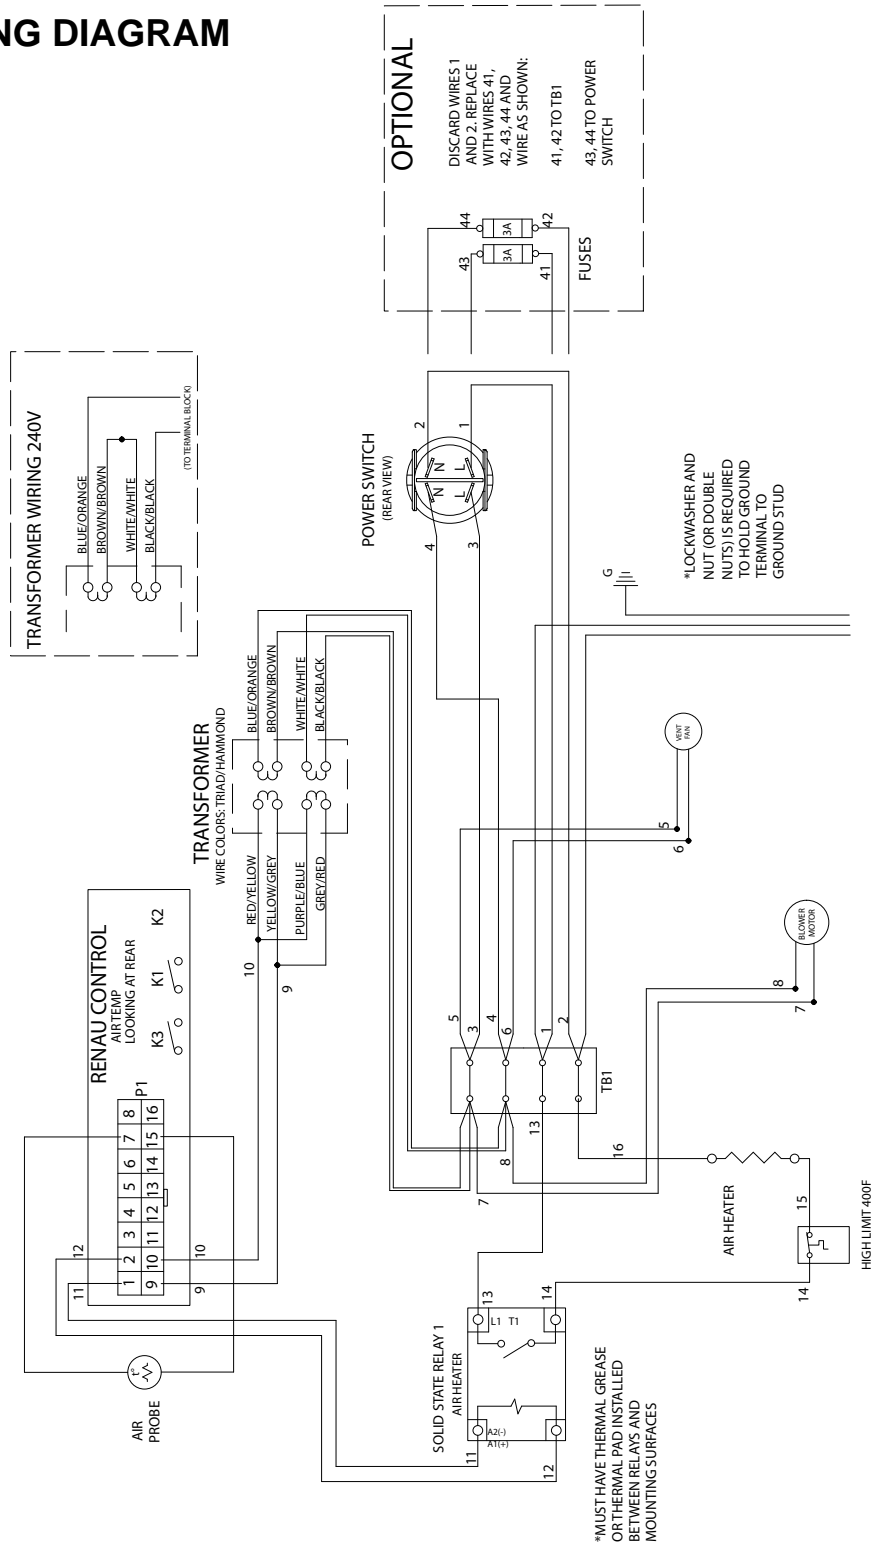 NG DIAGRAM
OPTIONAL
DISCARD WIRES 1
AND 2. REPLACE
WITH WIRES 41,
42, 43, 44 AND
WIRE AS SHOWN:
41, 42 TO TB1
43, 44 TO POWER
SWITCH
44
43
3A
3A
42
41
FUSES
TRANSFORMER WIRING 240V
BLUE/ORANGE
BROWN/BROWN
WHITE/WHITE
BLACK/BLACK
(TO TERMINAL BLOCK)
POWER SWITCH
(REAR VIEW)
2
1
N
N
L
L
4
3
G
*LOCKWASHER AND
NUT (OR DOUBLE
NUTS) IS REQUIRED
TO HOLD GROUND
TERMINAL TO
GROUND STUD
TRANSFORMER
WIRE COLORS: TRIAD/HAMMOND
BLUE/ORANGE
BROWN/BROWN
WHITE/WHITE
BLACK/BLACK
RED/YELLOW
YELLOW/GREY
PURPLE/BLUE
GREY/RED
10
9
VENT
FAN
5
6
BLOWER
MOTOR
8
7
RENAU CONTROL
AIR TEMP
LOOKING AT REAR
K3
K1
K2
P1
1 2 3 4 5 6 7 8
9 10 11 12 13 14 15 16
11
12
9
10
5
3
4
6
1
2
TB1
13
8
7
16
AIR HEATER
15
HIGH LIMIT 400F
14
AIR
PROBE
t°
SOLID STATE RELAY 1
AIR HEATER
13
14
L1 T1
A2(-)
A1(+)
11
12
*MUST HAVE THERMAL GREASE
OR THERMAL PAD INSTALLED
BETWEEN RELAYS AND
MOUNTING SURFACES